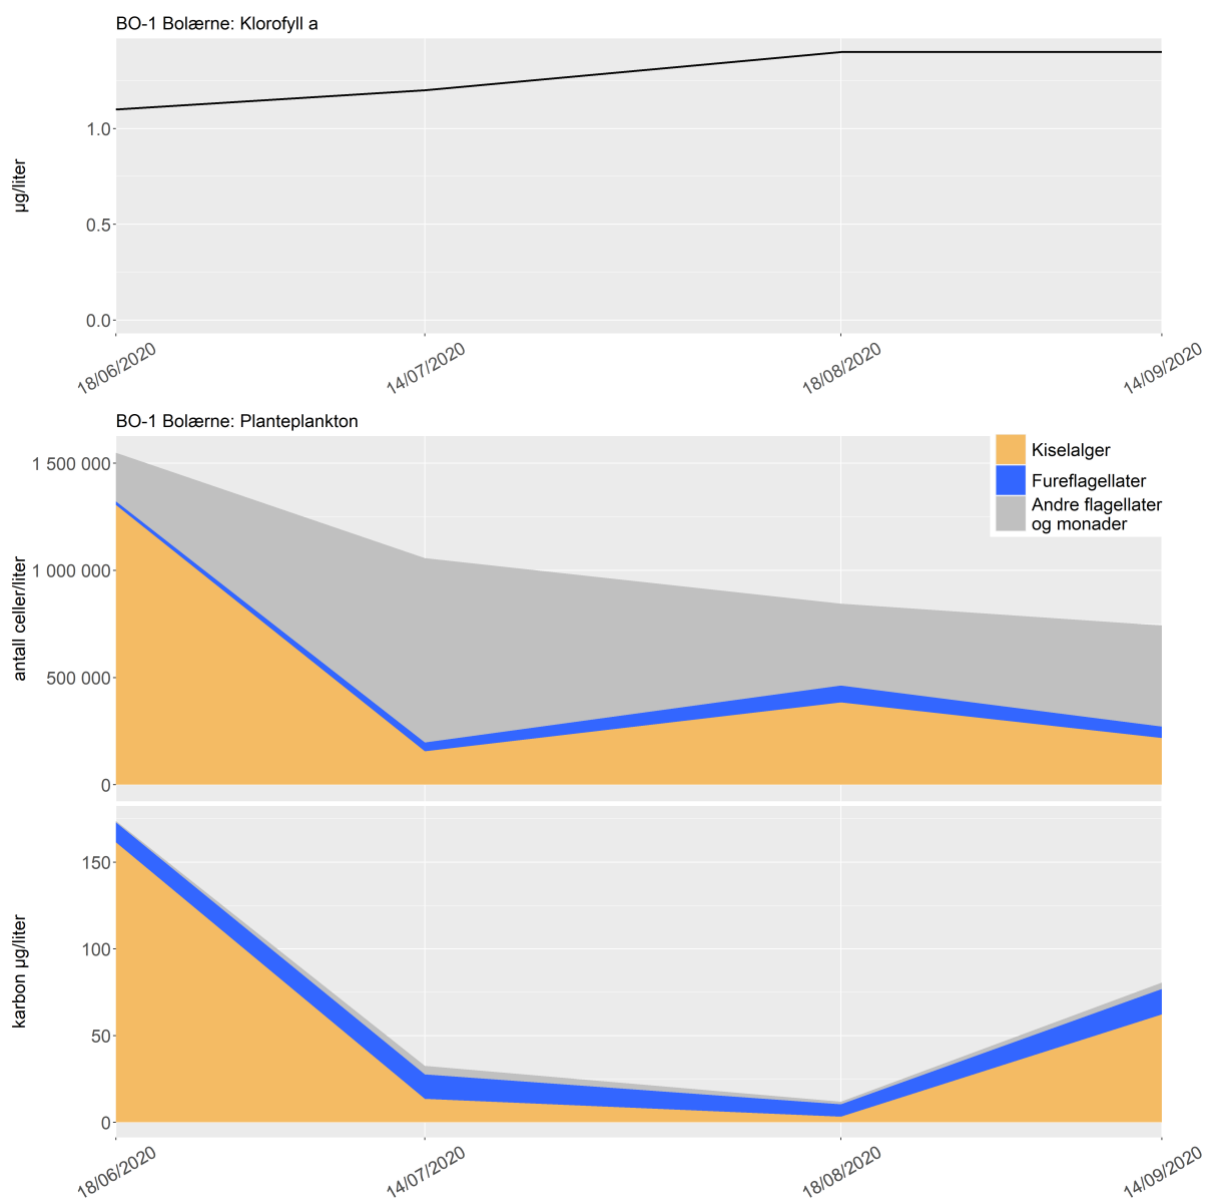 BO-1 Bolærne: Klorofyll a
µg/liter
1.0
0.5
0.0
18/06/2020
14/07/2020
18/08/2020
14/09/2020
BO-1 Bolærne: Planteplankton
Kiselalger
Fureflagellater
Andre flagellater
og monader
antall celler/liter
1 500 000
1 000 000
500 000
0
karbon µg/liter
150
100
50
0
18/06/2020
14/07/2020
18/08/2020
14/09/2020